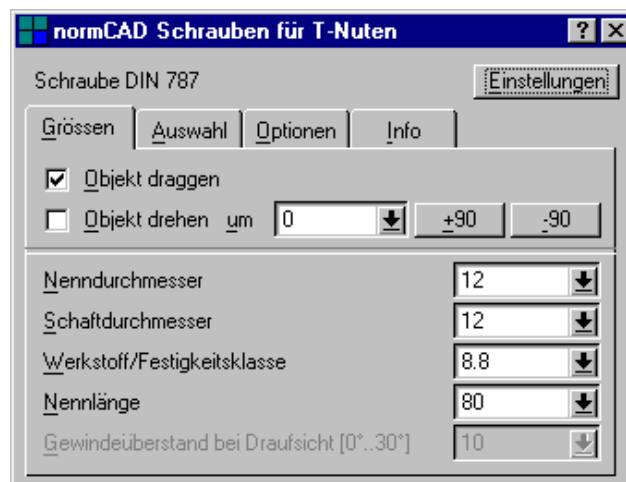 normCAD Schrauben für T-Nuten
Schraube DIN 787 Einstellungen
Grössen Auswahl Optionen Info
Objekt draggen
Objekt drehen um 0 +90 -90
Nenndurchmesser 12
Schaftdurchmesser 12
Werkstoff/Festigkeitsklasse 8.8
Nennlänge 80
Gewindeüberstand bei Draufsicht [0°..30°] 10